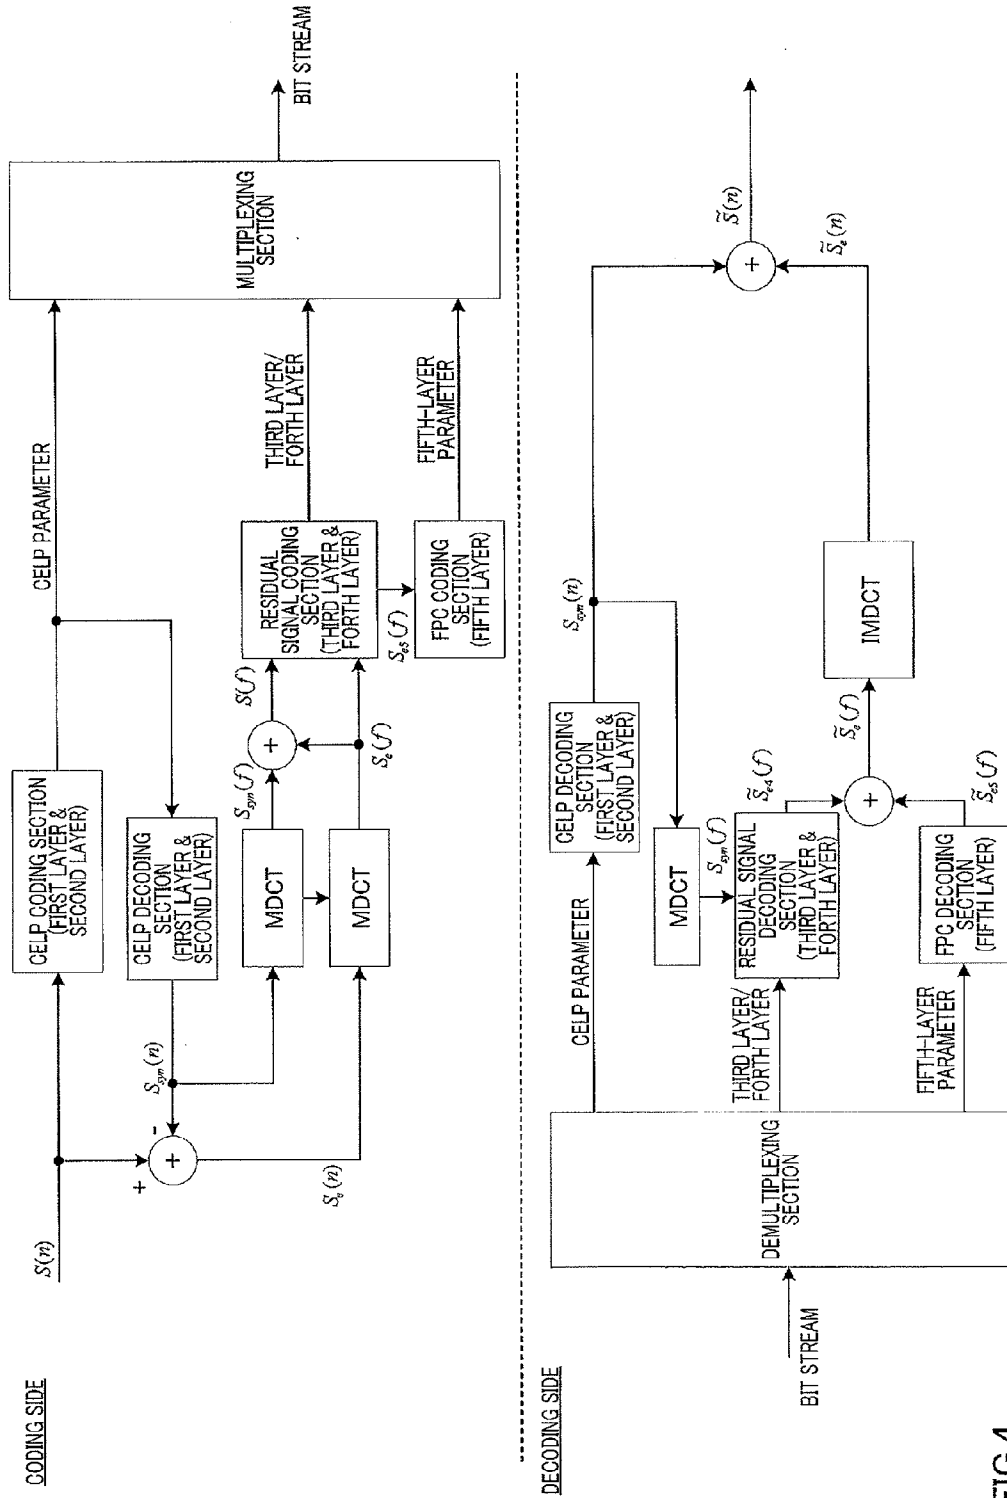 CODING SIDE
S(n)
+
-
+
S_e(n)
S_syn(n)
CELP CODING SECTION
(FIRST LAYER &
SECOND LAYER)
CELP DECODING
SECTION
(FIRST LAYER &
SECOND LAYER)
MDCT
MDCT
S_syn(f)
+
S(f)
S_e(f)
CELP PARAMETER
RESIDUAL
SIGNAL CODING
SECTION
(THIRD LAYER &
FORTH LAYER)
S_e5(f)
FPC CODING
SECTION
(FIFTH LAYER)
THIRD LAYER/
FORTH LAYER
FIFTH-LAYER
PARAMETER
MULTIPLEXING
SECTION
BIT STREAM
DECODING SIDE
BIT STREAM
DEMULTIPLEXING
SECTION
CELP PARAMETER
THIRD LAYER/
FORTH LAYER
FIFTH-LAYER
PARAMETER
CELP DECODING
SECTION
(FIRST LAYER &
SECOND LAYER)
MDCT
S_syn(f)
RESIDUAL SIGNAL
DECODING
SECTION
(THIRD LAYER &
FORTH LAYER)
FPC DECODING
SECTION
(FIFTH LAYER)
S̃_e4(f)
+
S̃_e5(f)
S̃_e(f)
IMDCT
S_syn(n)
+
S̃(n)
S̃_e(n)
FIG.4